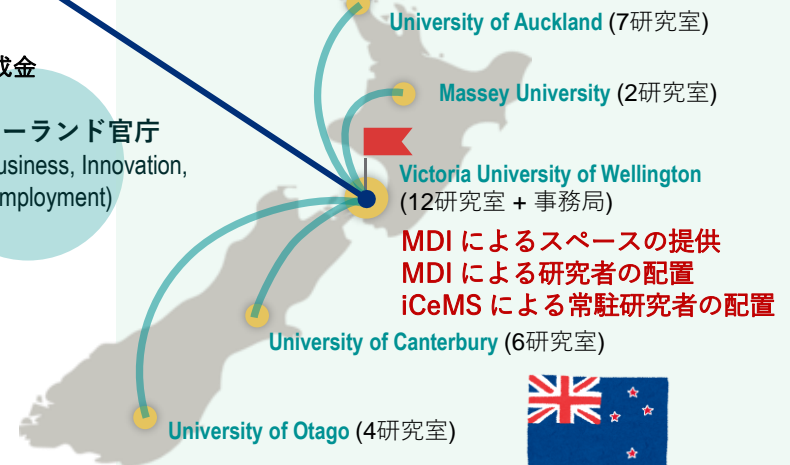 University of Auckland (7研究室)
成金
Massey University (2研究室)
ーランド官庁
usiness, Innovation,
mployment)
Victoria University of Wellington
(12研究室 + 事務局)
MDI によるスペースの提供
MDI による研究者の配置
iCeMS による常駐研究者の配置
University of Canterbury (6研究室)
University of Otago (4研究室)